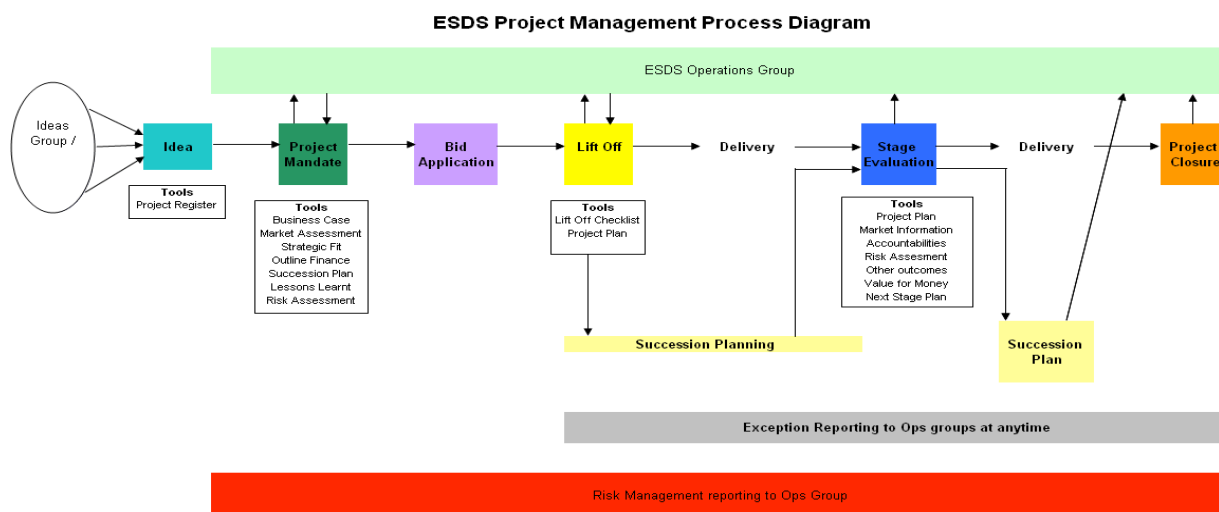 ESDS Project Management Process Diagram
ESDS Operations Group
Ideas
Group /
Idea
Project
Mandate
Bid
Application
Lift Off
Delivery
Stage
Evaluation
Delivery
Project
Closure
Tools
Project Register
Tools
Business Case
Market Assessment
Strategic Fit
Outline Finance
Succession Plan
Lessons Learnt
Risk Assessment
Tools
Lift Off Checklist
Project Plan
Tools
Project Plan
Market Information
Accountabilities
Risk Assesment
Other outcomes
Value for Money
Next Stage Plan
Succession Planning
Succession
Plan
Exception Reporting to Ops groups at anytime
Risk Management reporting to Ops Group